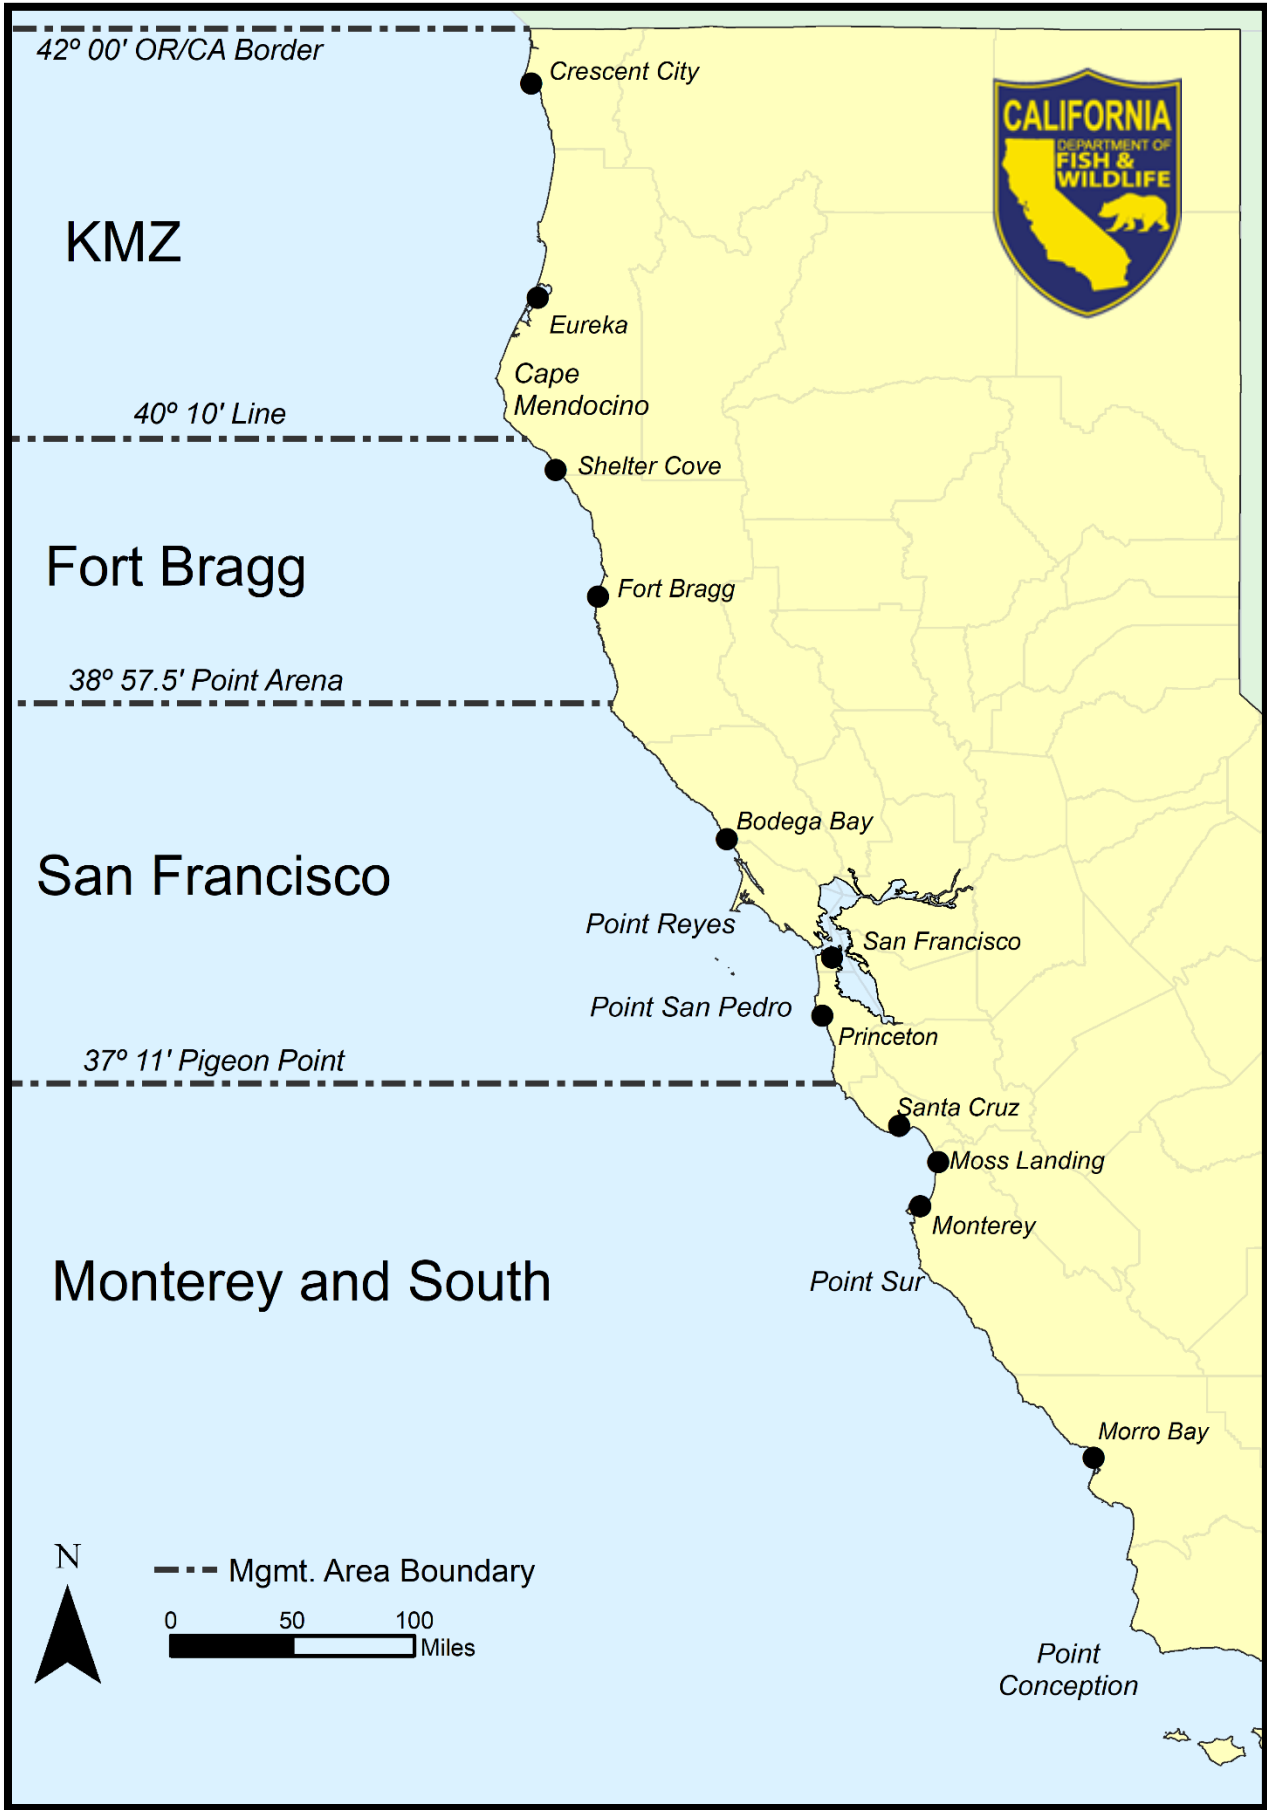 42º 00' OR/CA Border
Crescent City
CALIFORNIA
DEPARTMENT OF
FISH &
WILDLIFE
KMZ
Eureka
Cape
Mendocino
40º 10' Line
Shelter Cove
Fort Bragg
Fort Bragg
38º 57.5' Point Arena
Bodega Bay
San Francisco
Point Reyes
San Francisco
Point San Pedro
Princeton
37º 11' Pigeon Point
Santa Cruz
Moss Landing
Monterey
Monterey and South
Point Sur
Morro Bay
N
Mgmt. Area Boundary
0 50 100
Miles
Point
Conception